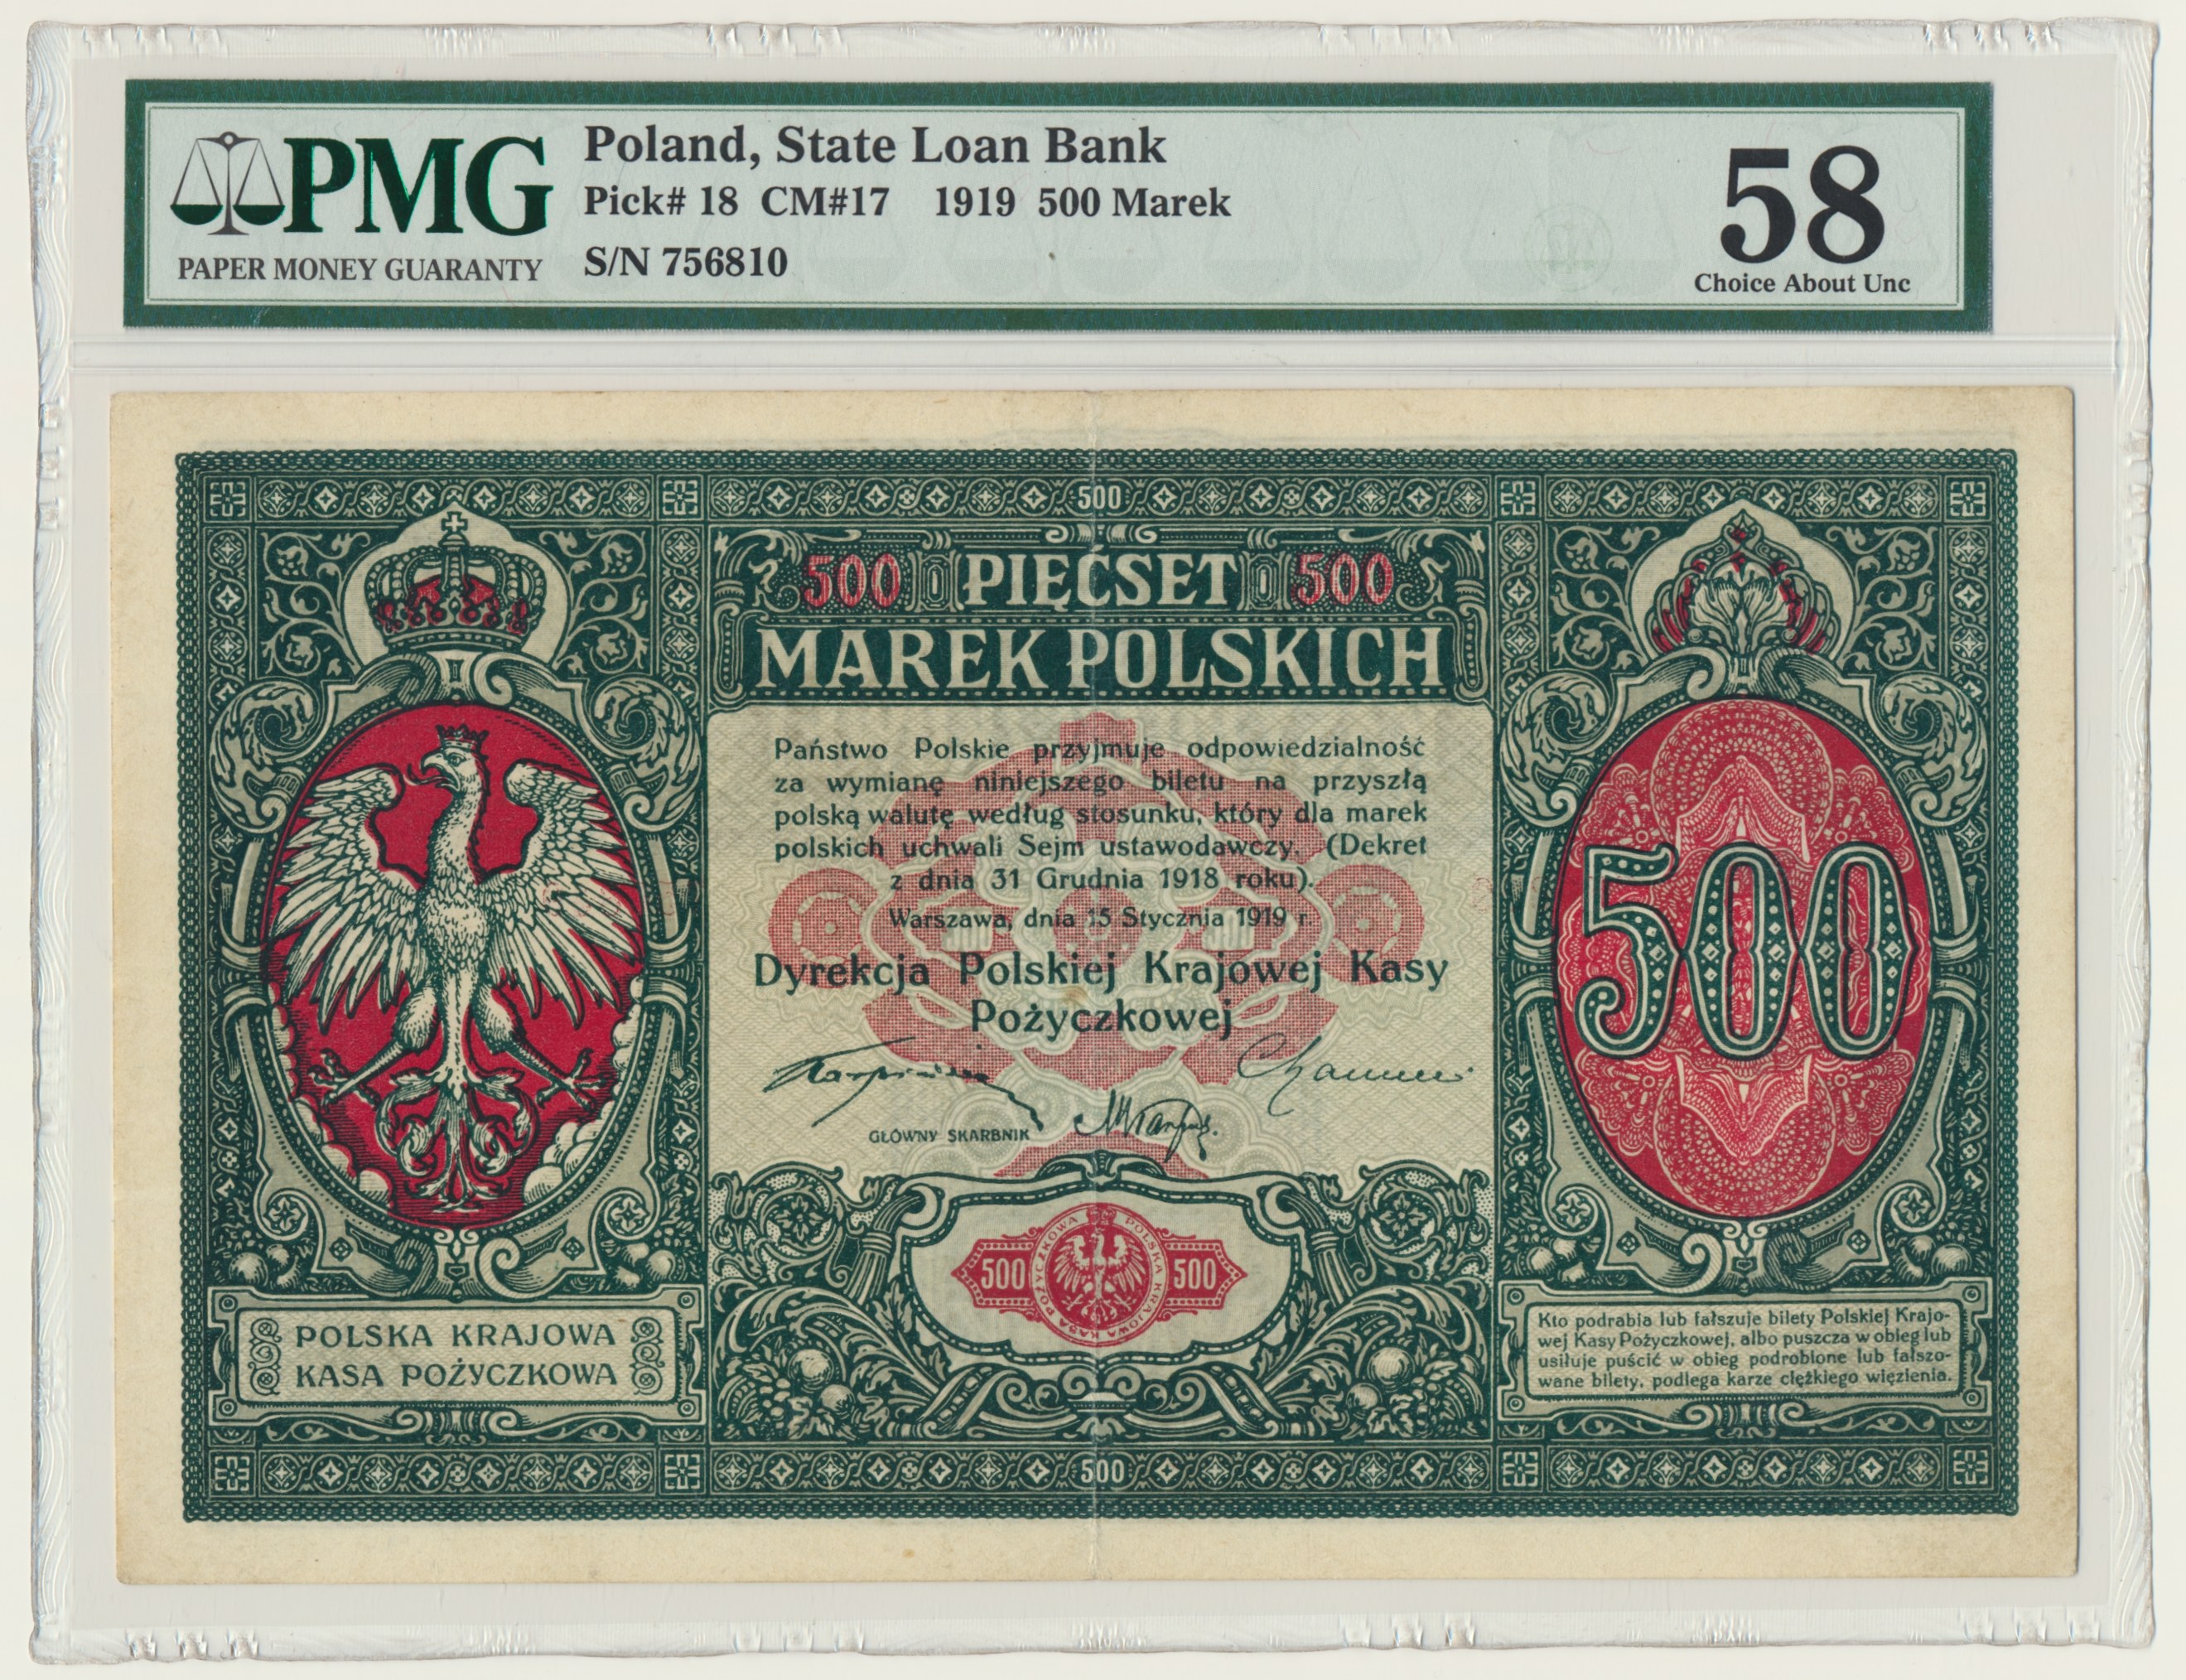 PMG
PAPER MONEY GUARANTY
Poland, State Loan Bank
Pick# 18 CM#17 1919 500 Marek
S/N 756810
58
Choice About Unc
500
500 PIĘĆSET 500
MAREK POLSKICH
Państwo Polskie przyjmuje odpowiedzialność
za wymianę niniejszego biletu na przyszłą
polską walutę według stosunku, który dla marek
polskich uchwali Sejm ustawodawczy. (Dekret
z dnia 31 Grudnia 1918 roku).
Warszawa, dnia 15 Stycznia 1919 r.
Dyrekcja Polskiej Krajowej Kasy
Pożyczkowej
GŁÓWNY SKARBNIK
500
500 500
POLSKA KRAJOWA KASA POŻYCZKOWA
POLSKA KRAJOWA
KASA POŻYCZKOWA
Kto podrabia lub fałszuje bilety Polskiej Krajo-
wej Kasy Pożyczkowej, albo puszcza w obieg lub
usiłuje puścić w obieg podrobione lub fałszo-
wane bilety, podlega karze ciężkiego więzienia.
500